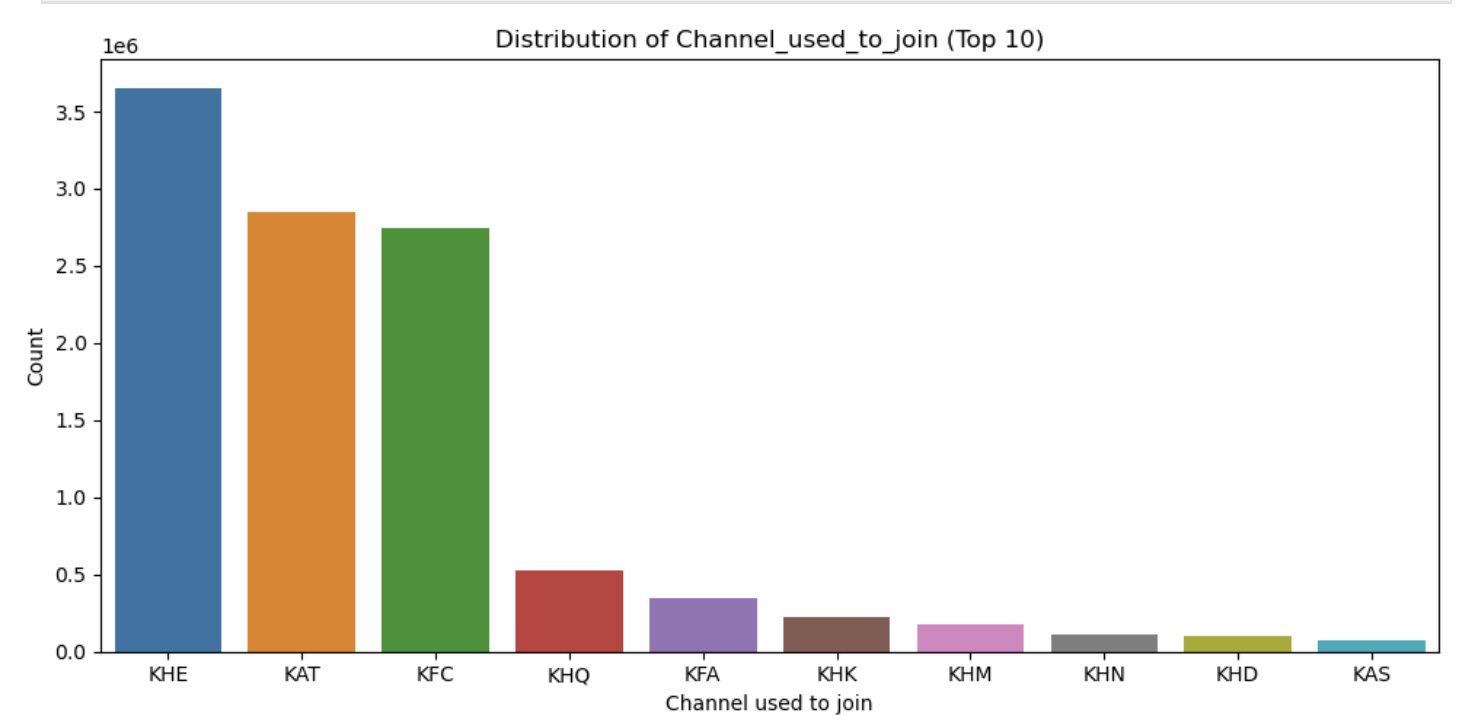 Distribution of Channel_used_to_join (Top 10)
1e6
3.5
3.0
2.5
2.0
1.5
1.0
0.5
0.0
Count
KHE KAT KFC KHQ KFA KHK KHM KHN KHD KAS
Channel used to join